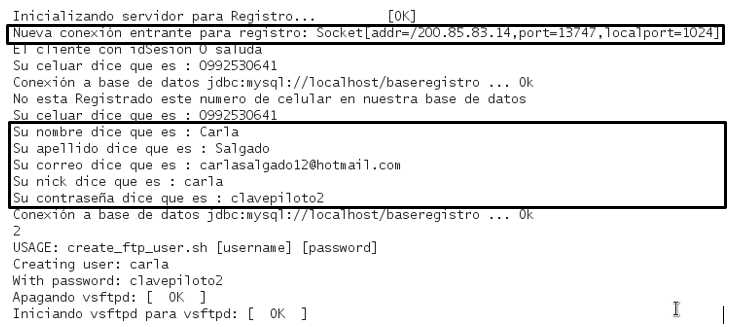 Inicializando servidor para Registro... [OK]
Nueva conexión entrante para registro: Socket[addr=/200.85.83.14,port=13747,localport=1024]
El cliente con idSesion 0 saluda
Su celuar dice que es : 0992530641
Conexión a base de datos jdbc:mysql://localhost/baseregistro ... Ok
No esta Registrado este numero de celular en nuestra base de datos
Su celuar dice que es : 0992530641
Su nombre dice que es : Carla
Su apellido dice que es : Salgado
Su correo dice que es : carlasalgado12@hotmail.com
Su nick dice que es : carla
Su contraseña dice que es : clavepiloto2
Conexión a base de datos jdbc:mysql://localhost/baseregistro ... Ok
2
USAGE: create_ftp_user.sh [username] [password]
Creating user: carla
With password: clavepiloto2
Apagando vsftpd: [  OK  ]
Iniciando vsftpd para vsftpd: [  OK  ]